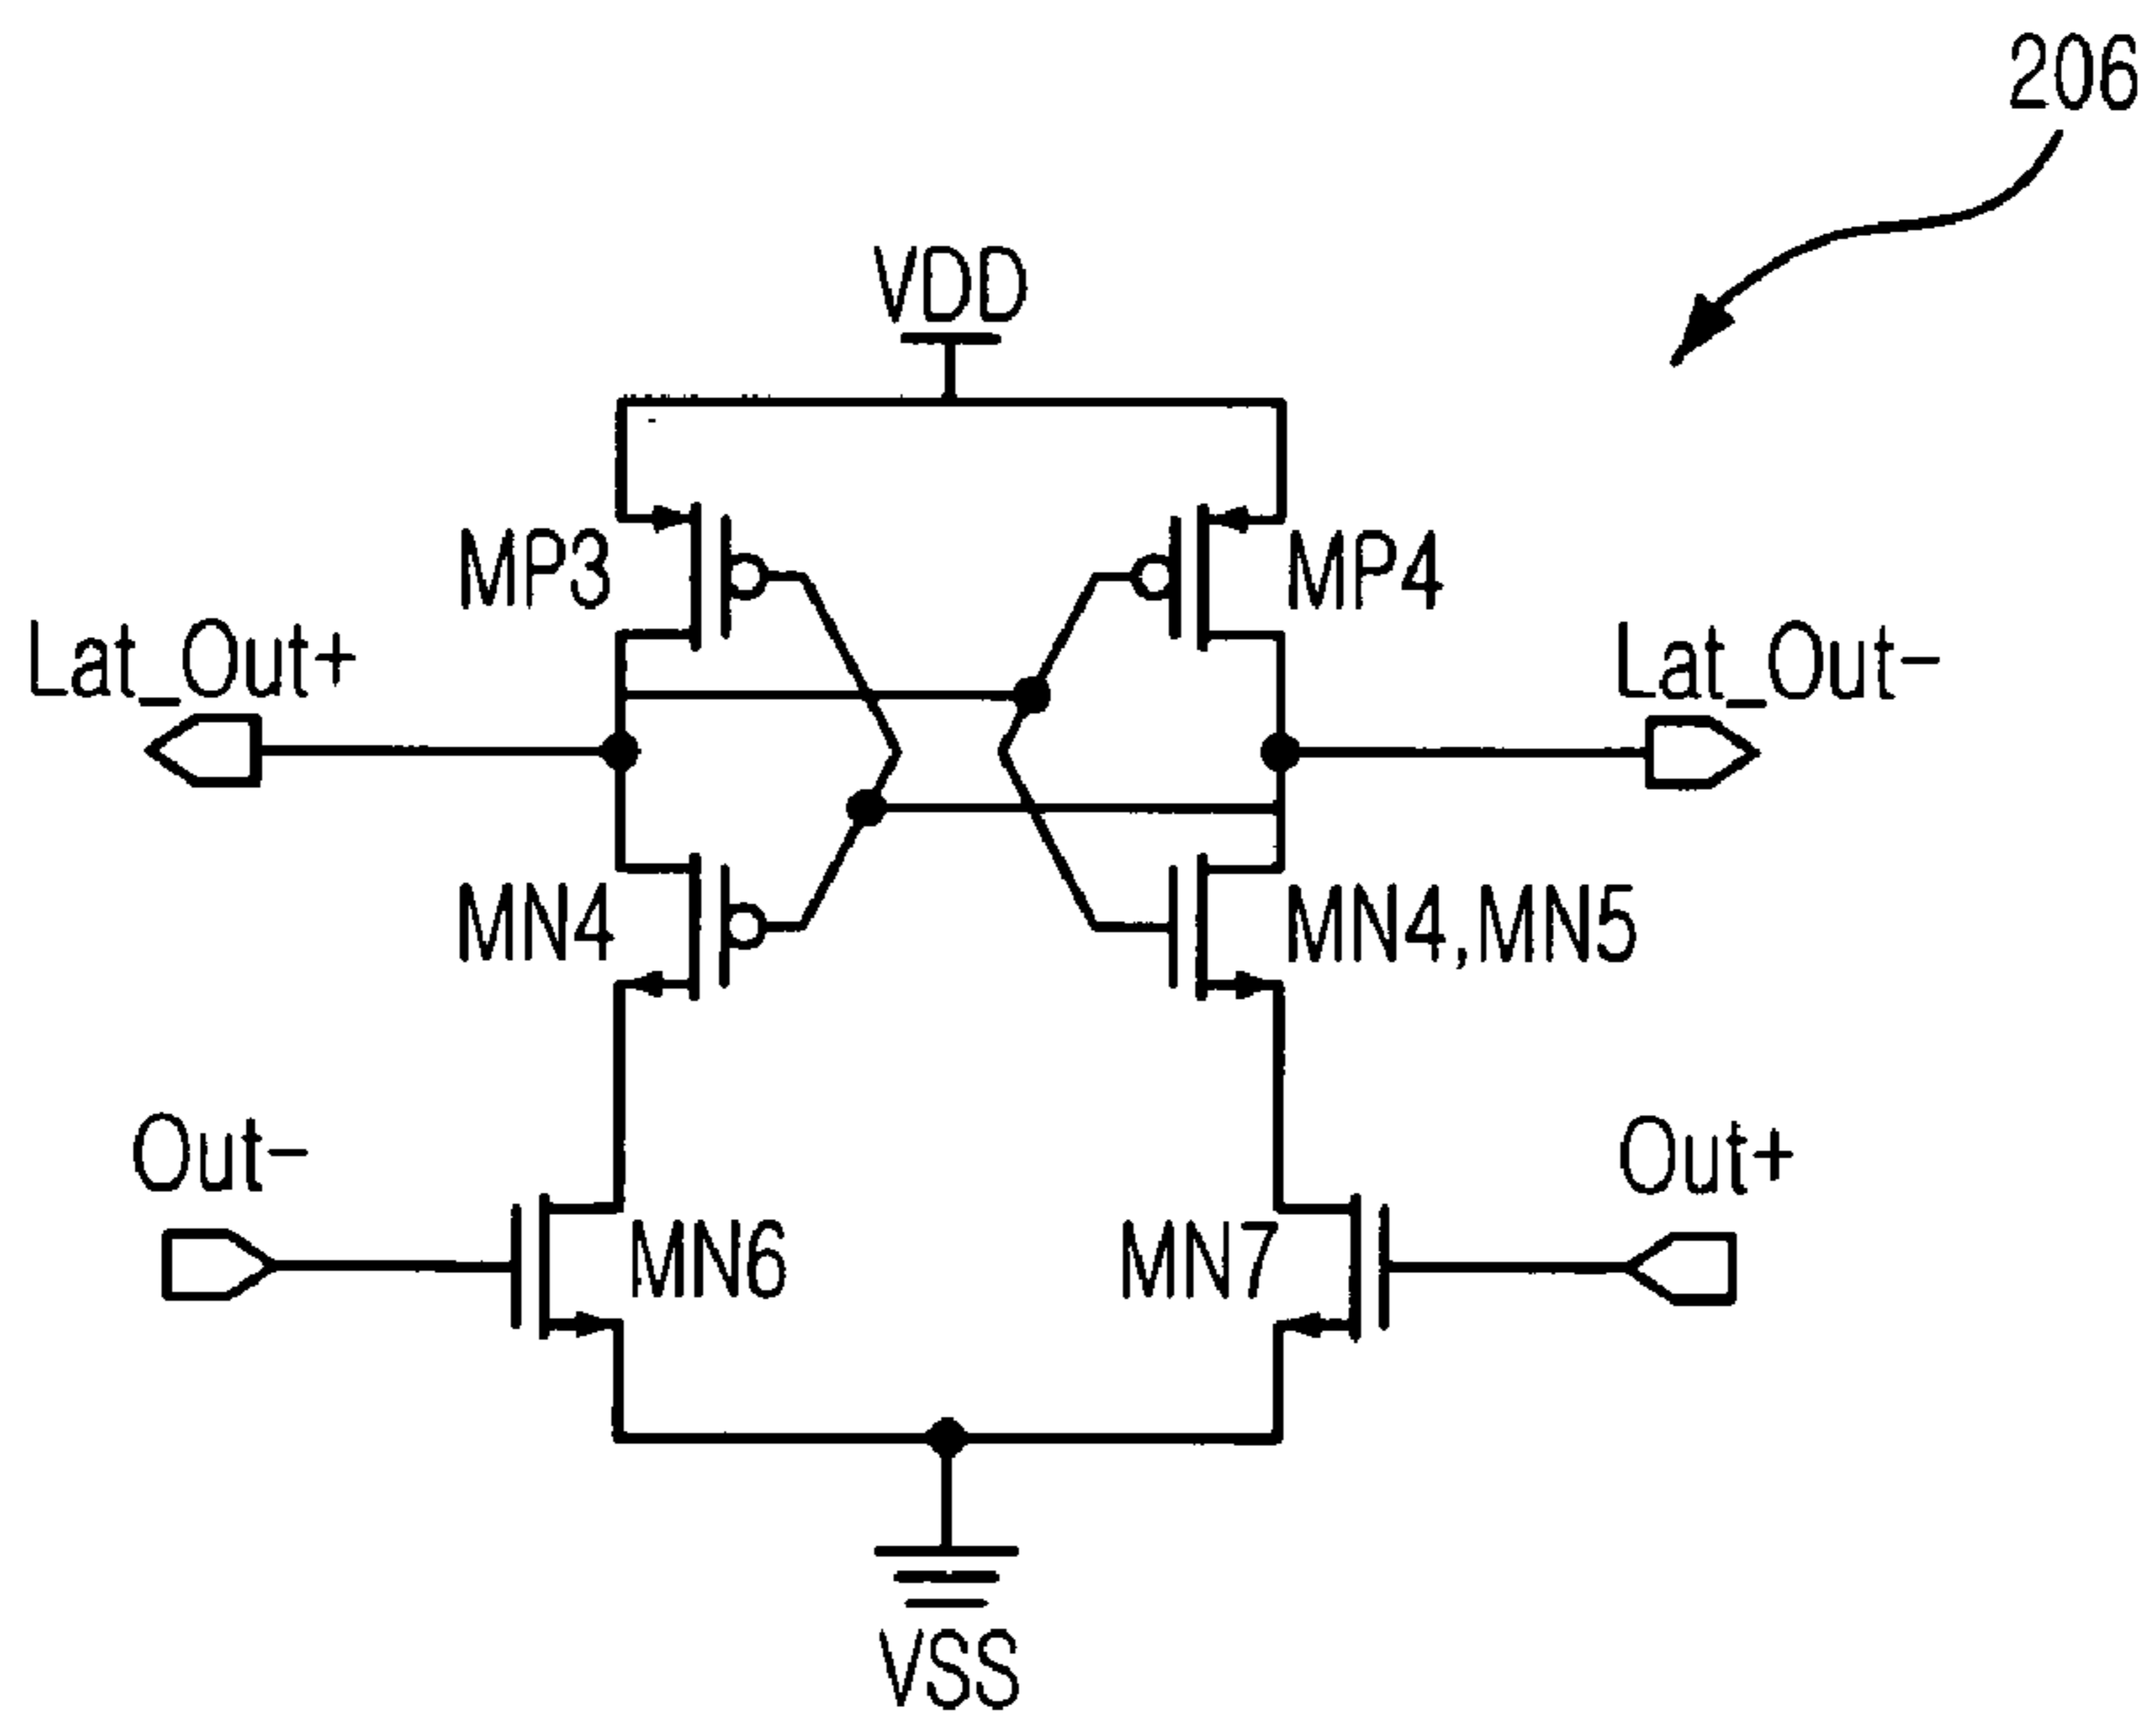 206
VDD
MP3
MP4
Lat_Out+
Lat_Out-
MN4
MN4,MN5
Out-
Out+
MN6
MN7
VSS